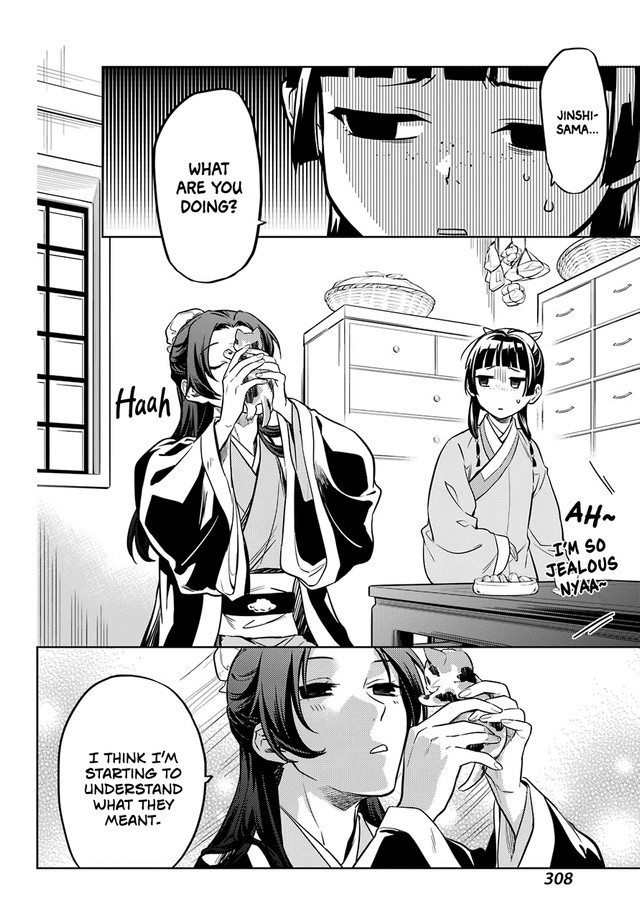 JINSHI-
SAMA...
WHAT
ARE YOU
DOING?
Haah
AH~
I'M SO
JEALOUS
NYAA~
I THINK I'M
STARTING TO
UNDERSTAND
WHAT THEY
MEANT-
308